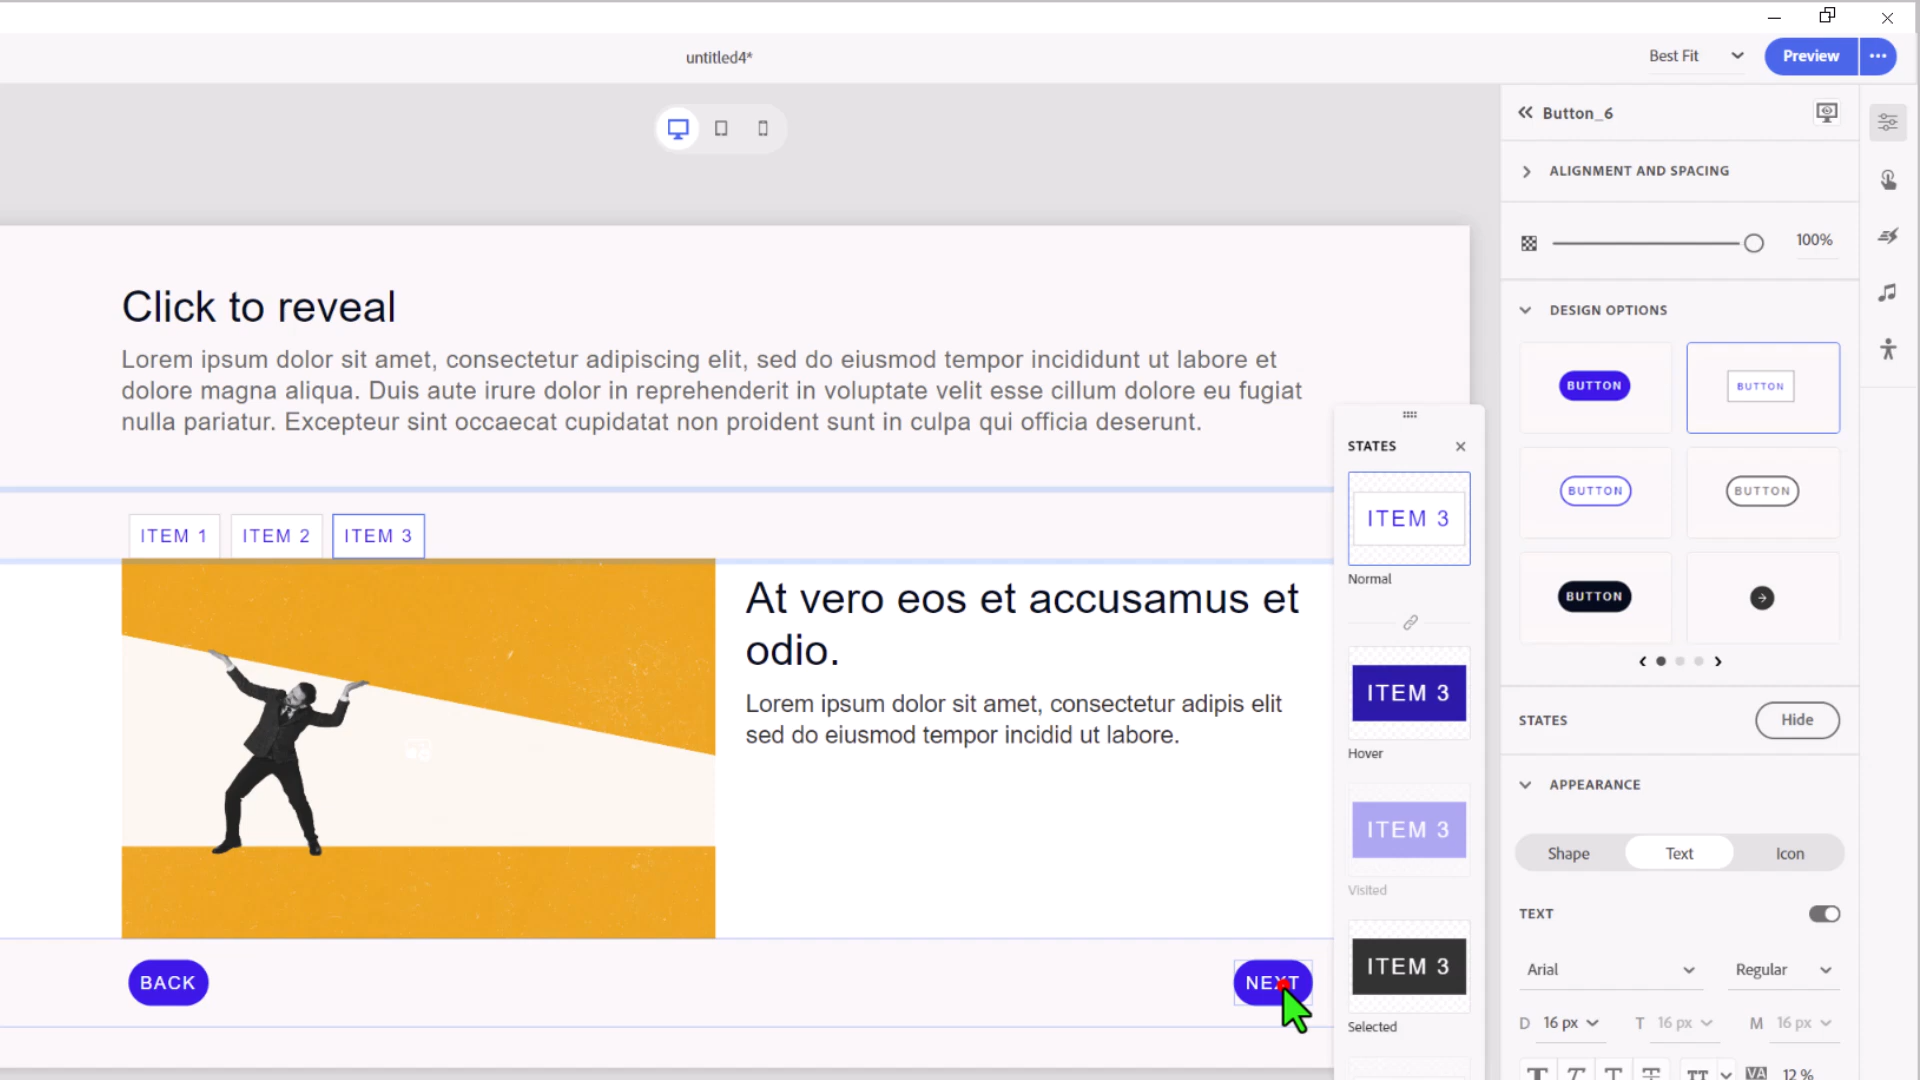 untitled4*
Best Fit
Preview
Button_6
ALIGNMENT AND SPACING
100%
DESIGN OPTIONS
BUTTON
BUTTON
BUTTON
BUTTON
BUTTON
STATES
Hide
APPEARANCE
Shape
Text
Icon
TEXT
Arial
Regular
D 16 px
T 16 px
M 16 px
12 %
Click to reveal
Lorem ipsum dolor sit amet, consectetur adipiscing elit, sed do eiusmod tempor incididunt ut labore et
dolore magna aliqua. Duis aute irure dolor in reprehenderit in voluptate velit esse cillum dolore eu fugiat
nulla pariatur. Excepteur sint occaecat cupidatat non proident sunt in culpa qui officia deserunt.
ITEM 1
ITEM 2
ITEM 3
At vero eos et accusamus et
odio.
Lorem ipsum dolor sit amet, consectetur adipis elit
sed do eiusmod tempor incidid ut labore.
BACK
NEXT
STATES
ITEM 3
Normal
ITEM 3
Hover
ITEM 3
Visited
ITEM 3
Selected